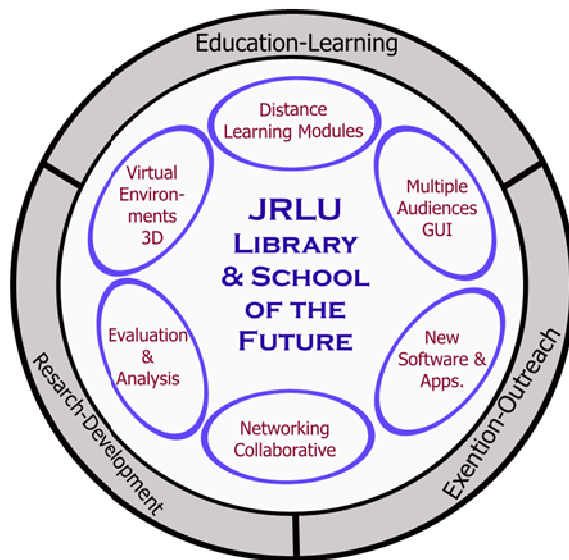 Education-Learning
Distance
Learning Modules
Virtual
Environ-
ments
3D
Multiple
Audiences
GUI
JRLU
LIBRARY
& SCHOOL
OF THE
FUTURE
Evaluation
&
Analysis
New
Software &
Apps.
Networking
Collaborative
Resarch-Development
Exention-Outreach